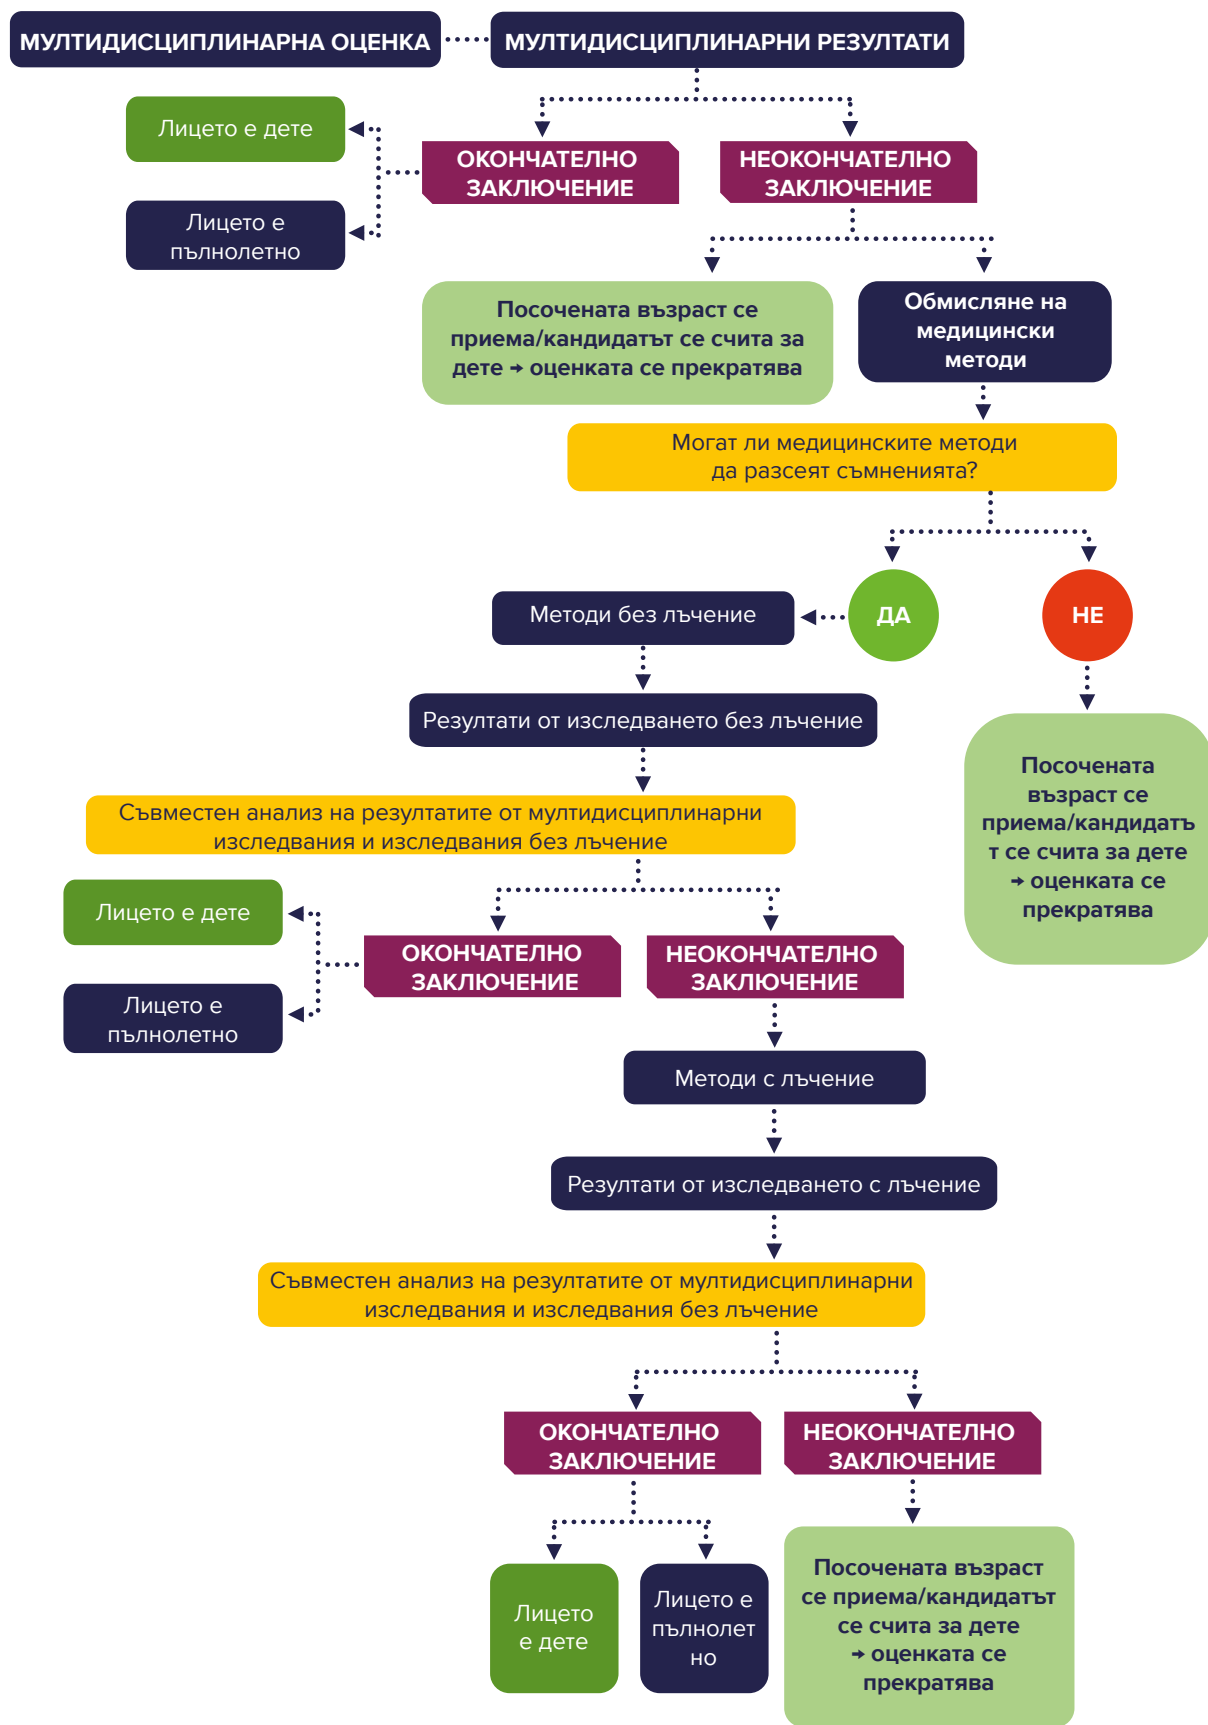 МУЛТИДИСЦИПЛИНАРНА ОЦЕНКА
МУЛТИДИСЦИПЛИНАРНИ РЕЗУЛТАТИ
Лицето е дете
Лицето е
пълнолетно
ОКОНЧАТЕЛНО
ЗАКЛЮЧЕНИЕ
НЕОКОНЧАТЕЛНО
ЗАКЛЮЧЕНИЕ
Посочената възраст се
приема/кандидатът се счита за
дете → оценката се прекратява
Обмисляне на
медицински
методи
Могат ли медицинските методи
да разсеят съмненията?
ДА
НЕ
Методи без лъчение
Резултати от изследването без лъчение
Посочената
възраст се
приема/кандидатъ
т се счита за дете
→ оценката се
прекратява
Съвместен анализ на резултатите от мултидисциплинарни
изследвания и изследвания без лъчение
Лицето е дете
Лицето е
пълнолетно
ОКОНЧАТЕЛНО
ЗАКЛЮЧЕНИЕ
НЕОКОНЧАТЕЛНО
ЗАКЛЮЧЕНИЕ
Методи с лъчение
Резултати от изследването с лъчение
Съвместен анализ на резултатите от мултидисциплинарни
изследвания и изследвания без лъчение
ОКОНЧАТЕЛНО
ЗАКЛЮЧЕНИЕ
НЕОКОНЧАТЕЛНО
ЗАКЛЮЧЕНИЕ
Лицето
е дете
Лицето е
пълнолет
но
Посочената възраст
се приема/кандидатът
се счита за дете
→ оценката се
прекратява